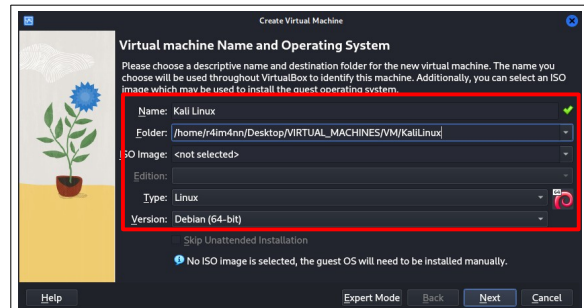 Create Virtual Machine
Virtual machine Name and Operating System
Please choose a descriptive name and destination folder for the new virtual machine. The name you
choose will be used throughout VirtualBox to identify this machine. Additionally, you can select an ISO
image which may be used to install the guest operating system.
Name: Kali Linux
Folder: /home/r4im4nn/Desktop/VIRTUAL_MACHINES/VM/KaliLinux
ISO Image: <not selected>
Edition:
Type: Linux
64
Version: Debian (64-bit)
Skip Unattended Installation
No ISO image is selected, the guest OS will need to be installed manually.
Help Expert Mode Back Next Cancel